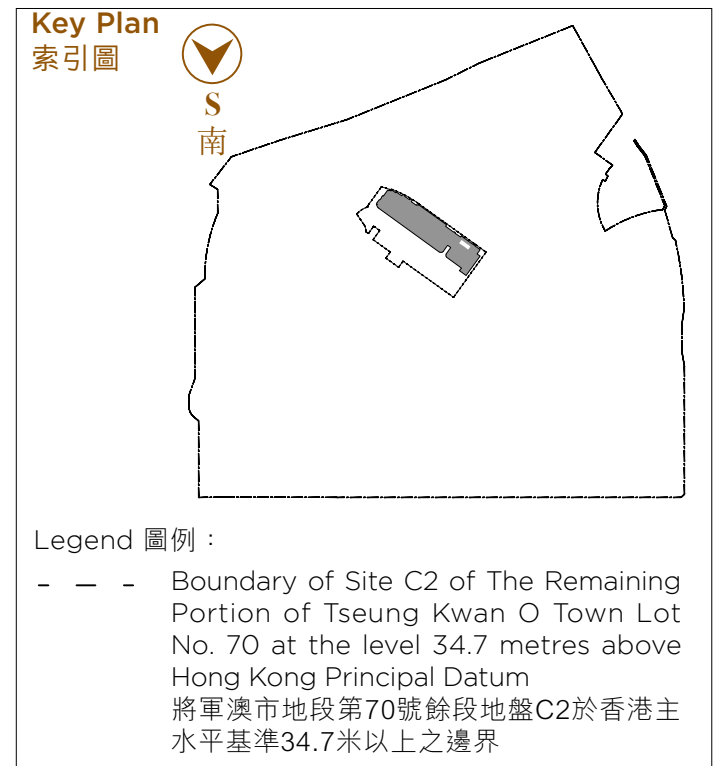 Key Plan
索引圖
S
南
Legend 圖例：
Boundary of Site C2 of The Remaining
Portion of Tseung Kwan O Town Lot
No. 70 at the level 34.7 metres above
Hong Kong Principal Datum
將軍澳市地段第70號餘段地盤C2於香港主
水平基準34.7米以上之邊界